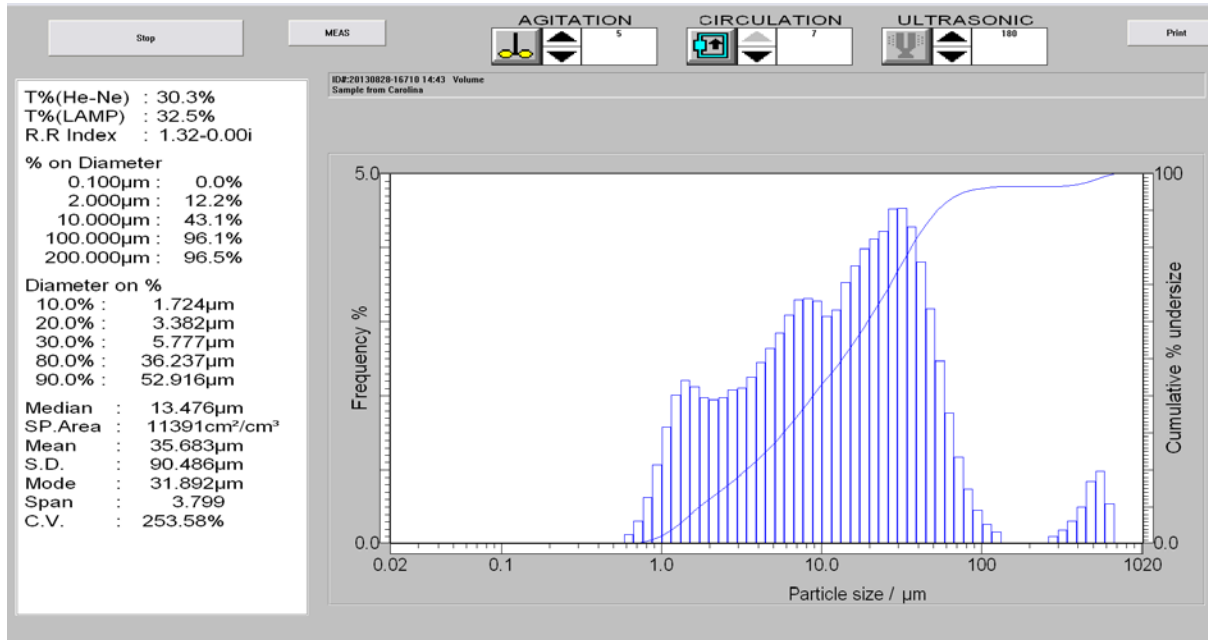 AGITATION CIRCULATION ULTRASONIC
Stop MEAS 5 7 180 Print
ID#:20130828-16710 14:43 Volume
Sample from Carolina
T%(He-Ne) : 30.3%
T%(LAMP) : 32.5%
R.R Index : 1.32-0.00i
% on Diameter
0.100µm : 0.0%
2.000µm : 12.2%
10.000µm : 43.1%
100.000µm : 96.1%
200.000µm : 96.5%
Diameter on %
10.0% : 1.724µm
20.0% : 3.382µm
30.0% : 5.777µm
80.0% : 36.237µm
90.0% : 52.916µm
Median : 13.476µm
SP.Area : 11391cm²/cm³
Mean : 35.683µm
S.D. : 90.486µm
Mode : 31.892µm
Span : 3.799
C.V. : 253.58%
5.0
100
Frequency %
Cumulative % undersize
0.0
0.0
0.02 0.1 1.0 10.0 100 1020
Particle size / µm